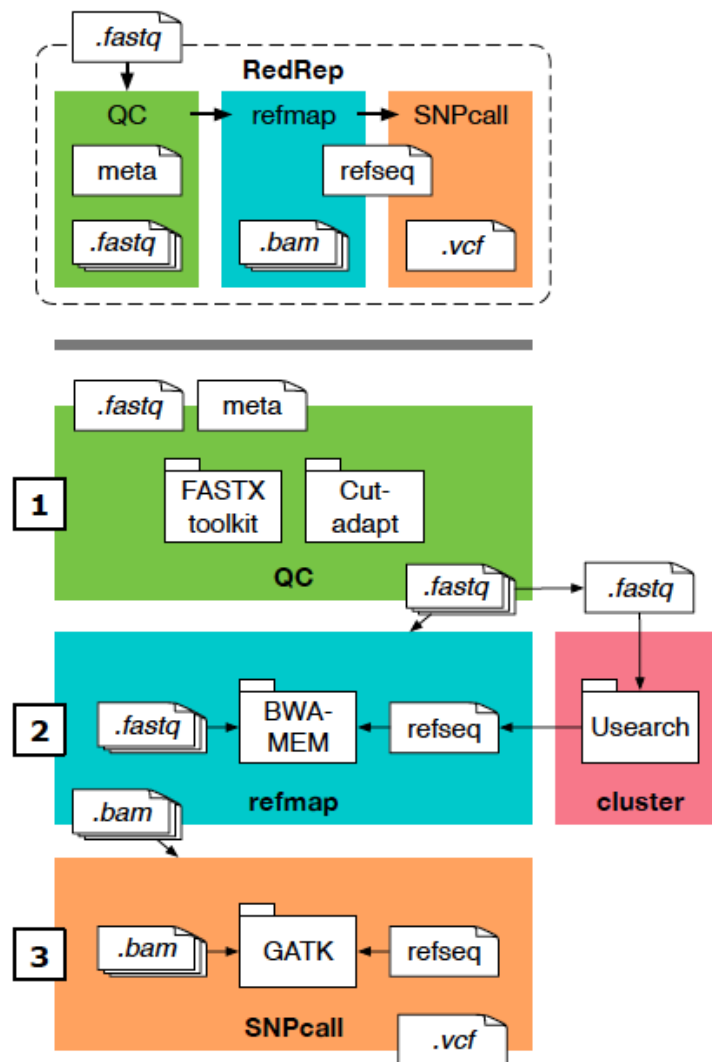 .fastq
RedRep
QC
refmap
SNPcall
meta
refseq
.fastq
.bam
.vcf
.fastq
meta
1
FASTX
toolkit
Cut-
adapt
QC
.fastq
.fastq
2
.fastq
BWA-
MEM
refseq
Usearch
refmap
cluster
.bam
3
.bam
GATK
refseq
SNPcall
.vcf